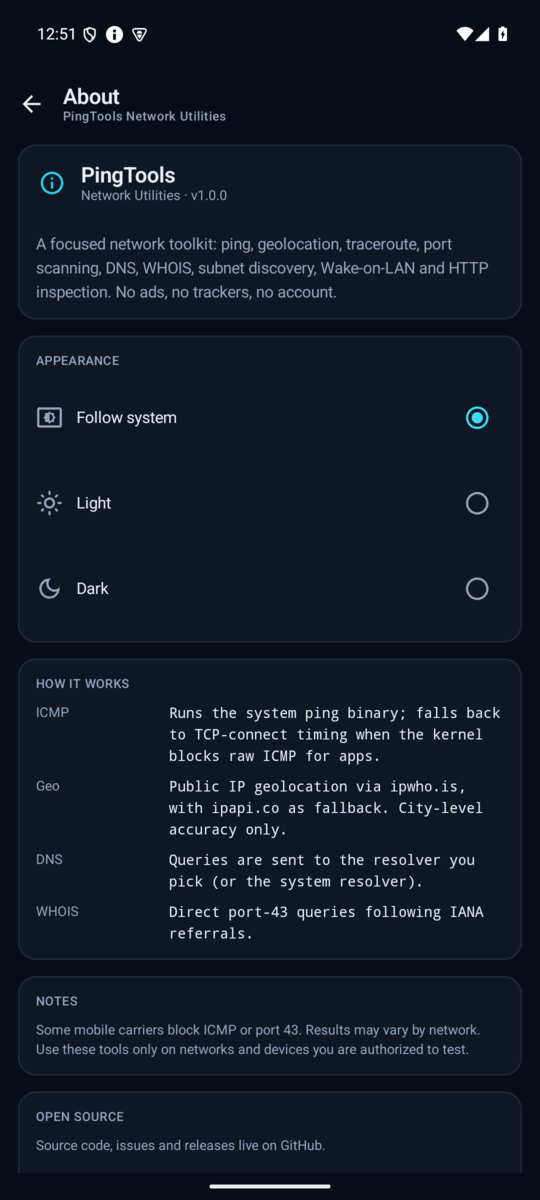 12:51
About
PingTools Network Utilities
PingTools
Network Utilities · v1.0.0
A focused network toolkit: ping, geolocation, traceroute, port
scanning, DNS, WHOIS, subnet discovery, Wake-on-LAN and HTTP
inspection. No ads, no trackers, no account.
APPEARANCE
Follow system
Light
Dark
HOW IT WORKS
ICMP
Runs the system ping binary; falls back
to TCP-connect timing when the kernel
blocks raw ICMP for apps.
Geo
Public IP geolocation via ipwho.is,
with ipapi.co as fallback. City-level
accuracy only.
DNS
Queries are sent to the resolver you
pick (or the system resolver).
WHOIS
Direct port-43 queries following IANA
referrals.
NOTES
Some mobile carriers block ICMP or port 43. Results may vary by network.
Use these tools only on networks and devices you are authorized to test.
OPEN SOURCE
Source code, issues and releases live on GitHub.